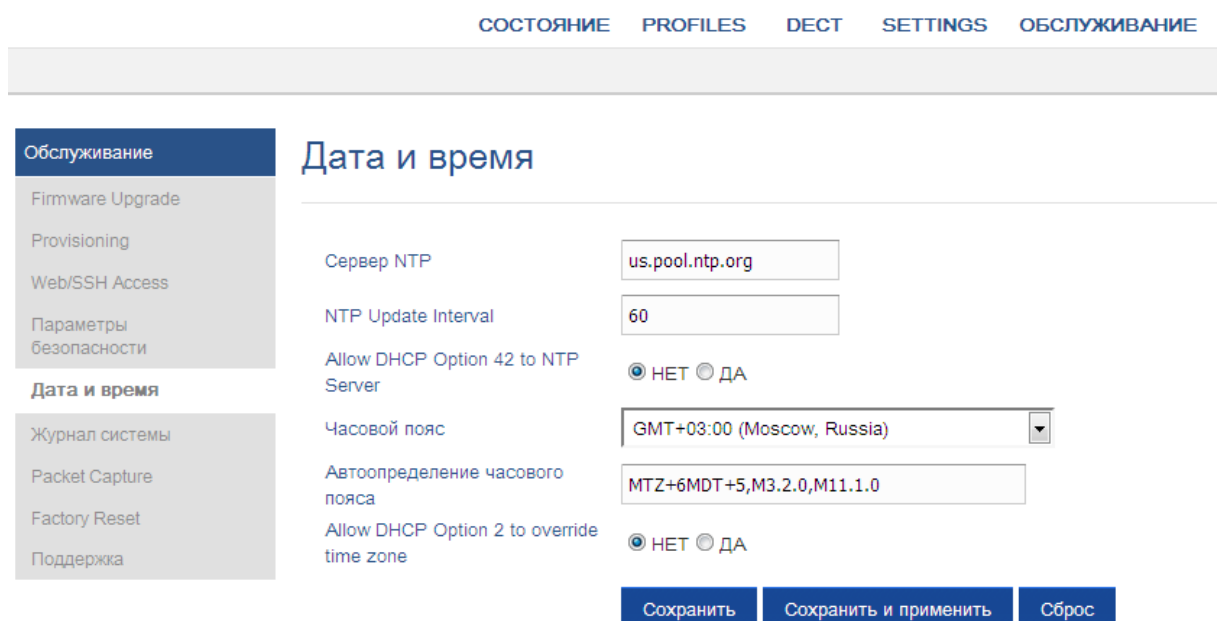 СОСТОЯНИЕ PROFILES DECT SETTINGS ОБСЛУЖИВАНИЕ
Обслуживание
Firmware Upgrade
Provisioning
Web/SSH Access
Параметры
безопасности
Дата и время
Журнал системы
Packet Capture
Factory Reset
Поддержка
Дата и время
Сервер NTP us.pool.ntp.org
NTP Update Interval 60
Allow DHCP Option 42 to NTP
Server НЕТ ДА
Часовой пояс GMT+03:00 (Moscow, Russia)
Автоопределение часового
пояса MTZ+6MDT+5,M3.2.0,M11.1.0
Allow DHCP Option 2 to override
time zone НЕТ ДА
Сохранить Сохранить и применить Сброс